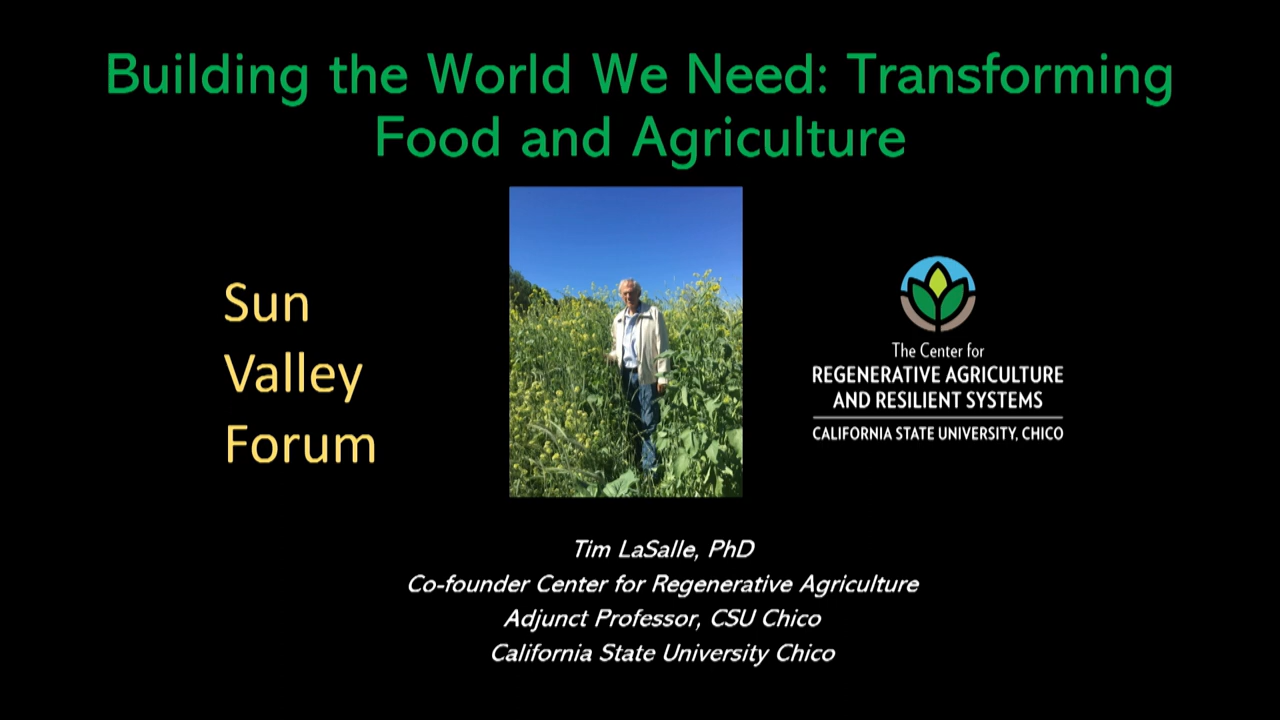 Building the World We Need: Transforming
Food and Agriculture
Sun
Valley
Forum
The Center for
REGENERATIVE AGRICULTURE
AND RESILIENT SYSTEMS
CALIFORNIA STATE UNIVERSITY, CHICO
Tim LaSalle, PhD
Co-founder Center for Regenerative Agriculture
Adjunct Professor, CSU Chico
California State University Chico